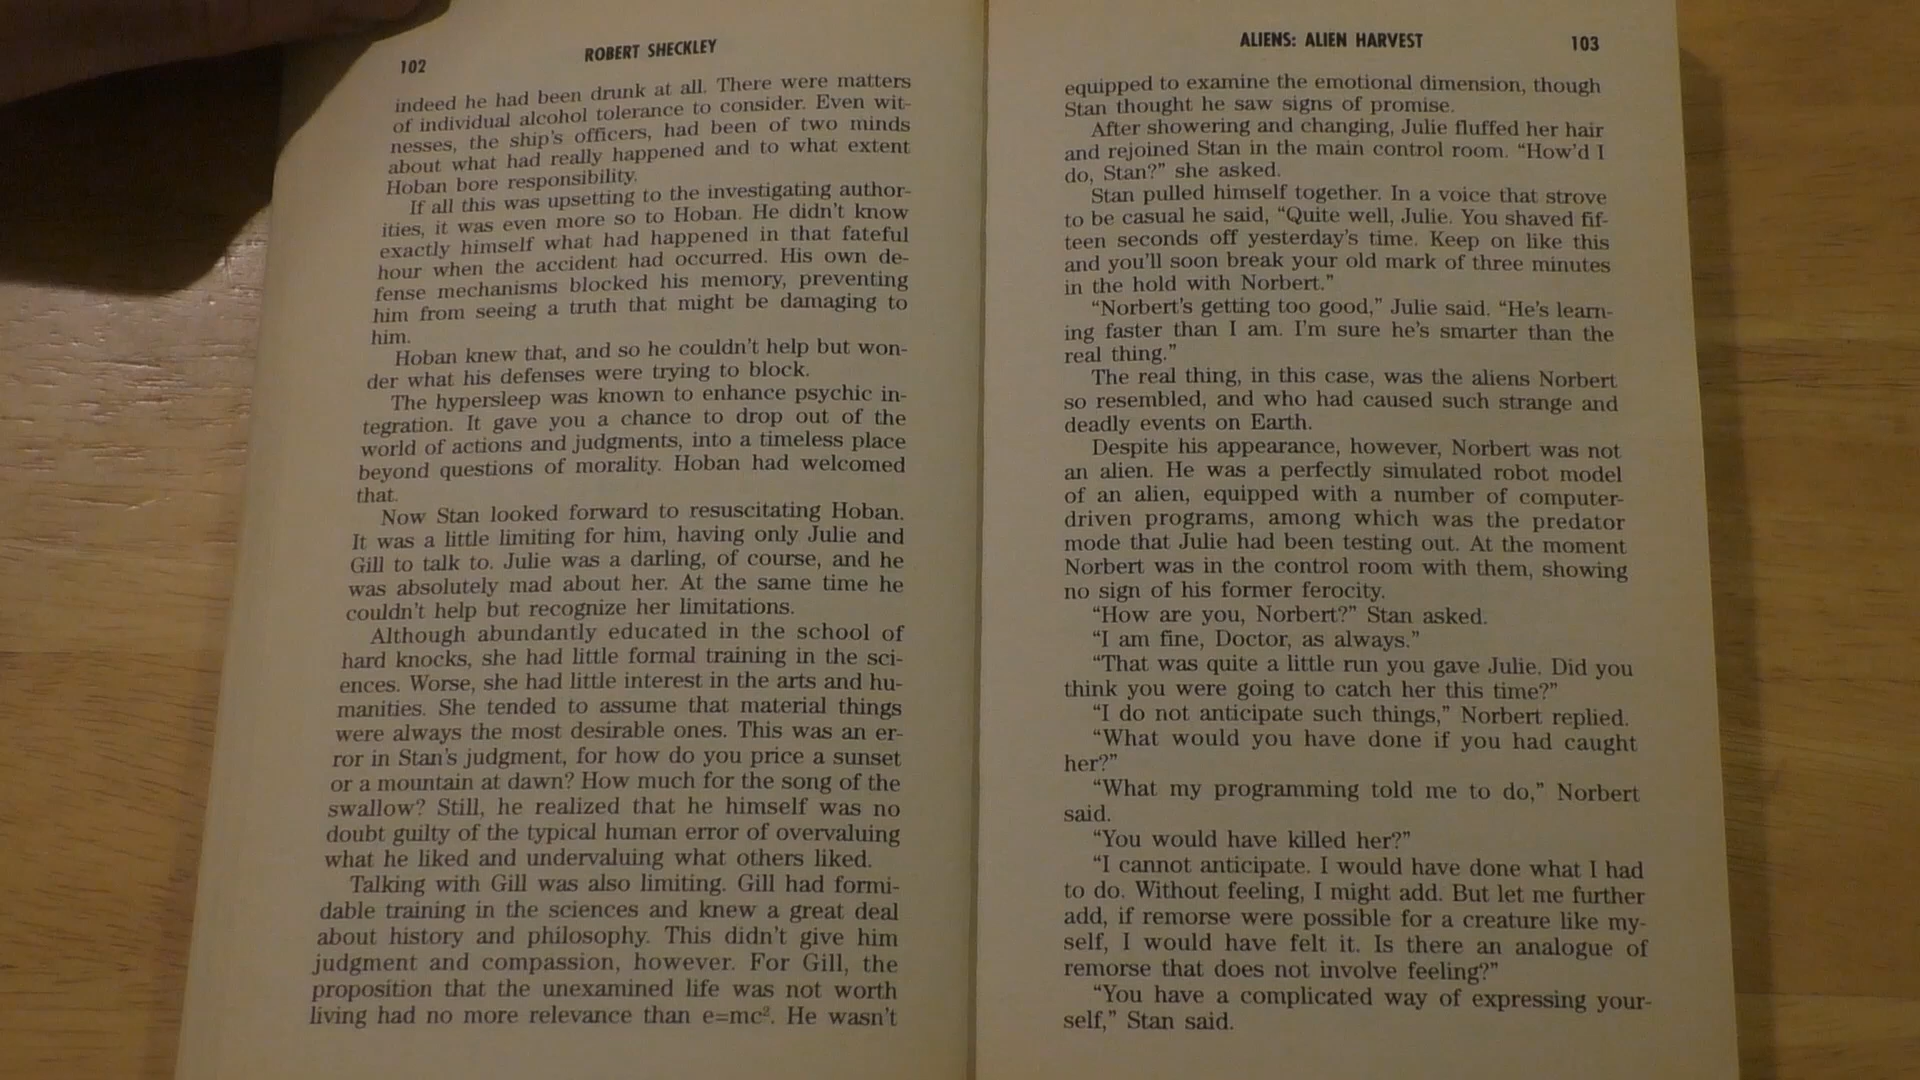 102
ROBERT SHECKLEY
indeed he had been drunk at all. There were matters
of individual alcohol tolerance to consider. Even wit-
nesses, the ship's officers, had been of two minds
about what had really happened and to what extent
Hoban bore responsibility.
If all this was upsetting to the investigating author-
ities, it was even more so to Hoban. He didn't know
exactly himself what had happened in that fateful
hour when the accident had occurred. His own de-
fense mechanisms blocked his memory, preventing
him from seeing a truth that might be damaging to
him.
Hoban knew that, and so he couldn't help but won-
der what his defenses were trying to block.
The hypersleep was known to enhance psychic in-
tegration. It gave you a chance to drop out of the
world of actions and judgments, into a timeless place
beyond questions of morality. Hoban had welcomed
that.
Now Stan looked forward to resuscitating Hoban.
It was a little limiting for him, having only Julie and
Gill to talk to. Julie was a darling, of course, and he
was absolutely mad about her. At the same time he
couldn't help but recognize her limitations.
Although abundantly educated in the school of
hard knocks, she had little formal training in the sci-
ences. Worse, she had little interest in the arts and hu-
manities. She tended to assume that material things
were always the most desirable ones. This was an er-
ror in Stan's judgment, for how do you price a sunset
or a mountain at dawn? How much for the song of the
swallow? Still, he realized that he himself was no
doubt guilty of the typical human error of overvaluing
what he liked and undervaluing what others liked.
Talking with Gill was also limiting. Gill had formi-
dable training in the sciences and knew a great deal
about history and philosophy. This didn't give him
judgment and compassion, however. For Gill, the
proposition that the unexamined life was not worth
living had no more relevance than e=mc². He wasn't
ALIENS: ALIEN HARVEST
103
equipped to examine the emotional dimension, though
Stan thought he saw signs of promise.
After showering and changing, Julie fluffed her hair
and rejoined Stan in the main control room. “How'd I
do, Stan?” she asked.
Stan pulled himself together. In a voice that strove
to be casual he said, “Quite well, Julie. You shaved fif-
teen seconds off yesterday's time. Keep on like this
and you'll soon break your old mark of three minutes
in the hold with Norbert.”
“Norbert's getting too good,” Julie said. “He's learn-
ing faster than I am. I'm sure he's smarter than the
real thing.”
The real thing, in this case, was the aliens Norbert
so resembled, and who had caused such strange and
deadly events on Earth.
Despite his appearance, however, Norbert was not
an alien. He was a perfectly simulated robot model
of an alien, equipped with a number of computer-
driven programs, among which was the predator
mode that Julie had been testing out. At the moment
Norbert was in the control room with them, showing
no sign of his former ferocity.
“How are you, Norbert?” Stan asked.
“I am fine, Doctor, as always.”
“That was quite a little run you gave Julie. Did you
think you were going to catch her this time?”
“I do not anticipate such things,” Norbert replied.
“What would you have done if you had caught
her?”
“What my programming told me to do,” Norbert
said.
“You would have killed her?”
“I cannot anticipate. I would have done what I had
to do. Without feeling, I might add. But let me further
add, if remorse were possible for a creature like my-
self, I would have felt it. Is there an analogue of
remorse that does not involve feeling?”
“You have a complicated way of expressing your-
self,” Stan said.